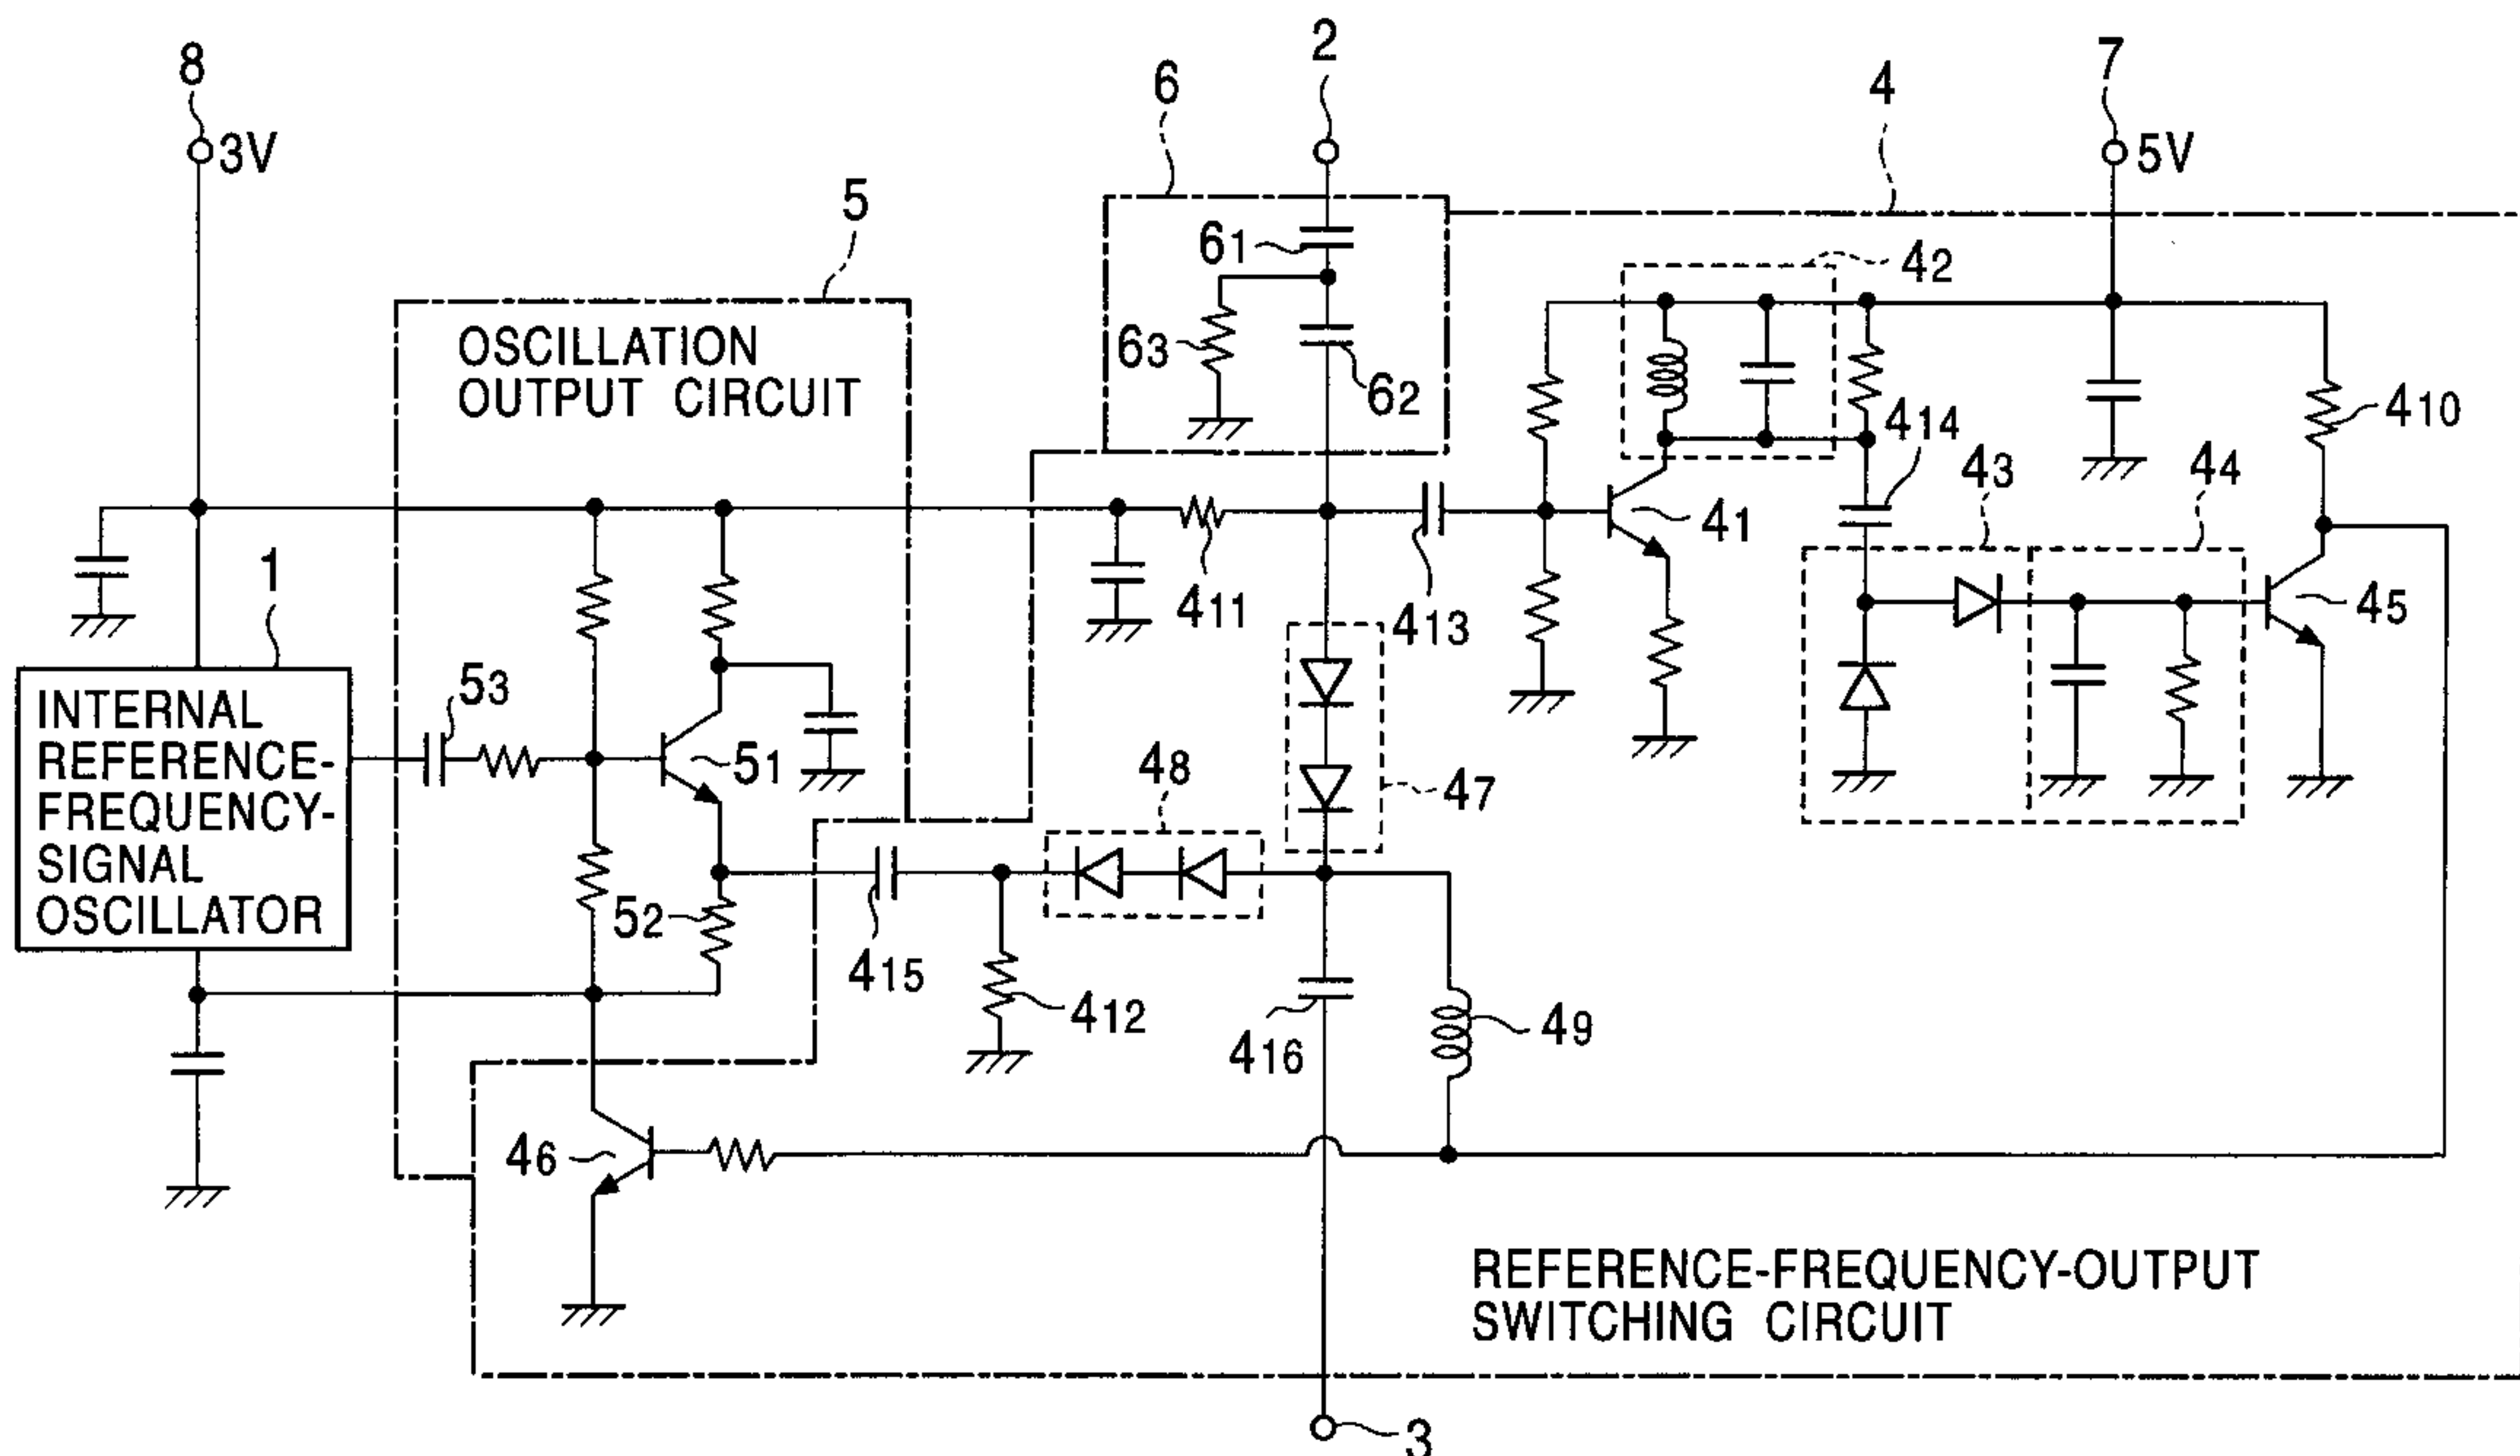 8
3V
2
6
4
7
5V
5
61
42
OSCILLATION
OUTPUT CIRCUIT
63
62
414
43
44
410
1
411
413
41
45
INTERNAL
REFERENCE-
FREQUENCY-
SIGNAL
OSCILLATOR
53
51
48
47
52
415
412
416
49
46
REFERENCE-FREQUENCY-OUTPUT
SWITCHING CIRCUIT
3